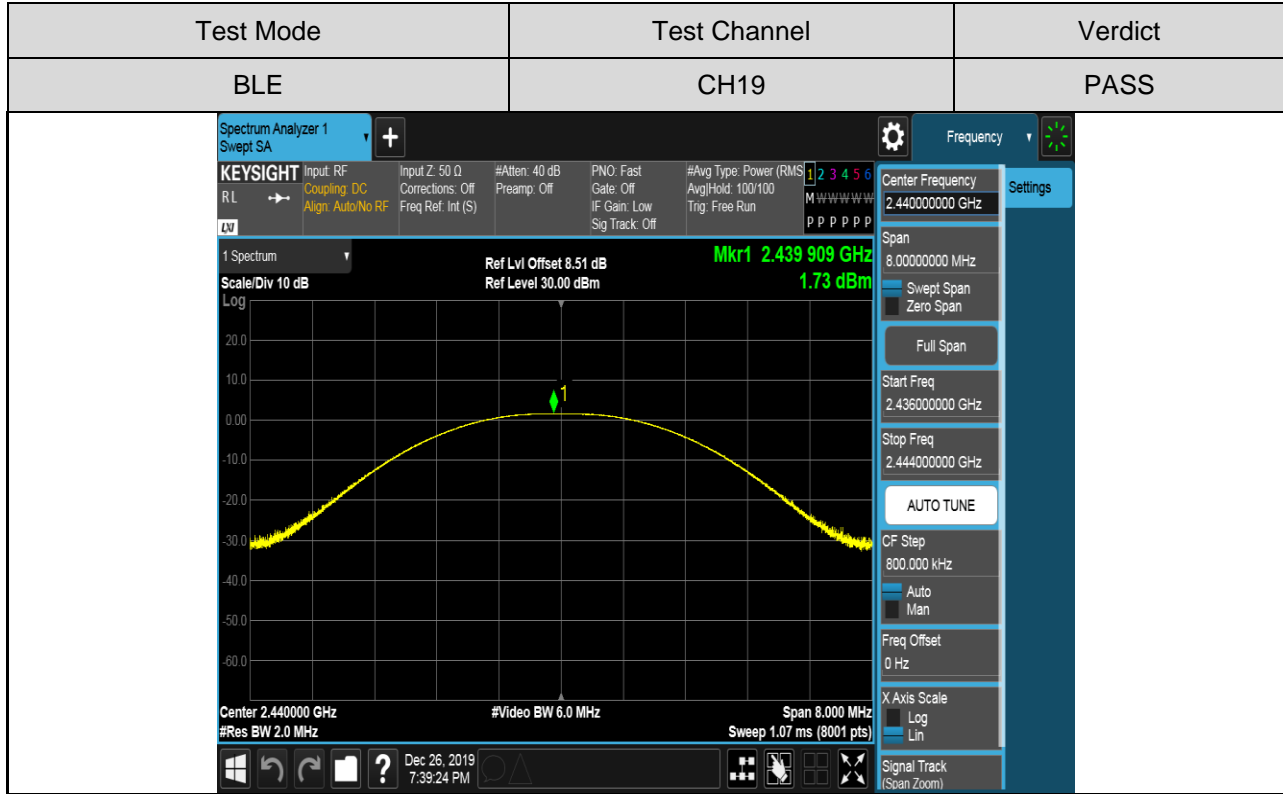 Test Mode Test Channel Verdict
BLE CH19 PASS
Spectrum Analyzer 1
Swept SA
+
Frequency
KEYSIGHT
RL
LXI
Input: RF
Coupling: DC
Align: Auto/No RF
Input Z: 50 Ω
Corrections: Off
Freq Ref: Int (S)
#Atten: 40 dB
Preamp: Off
PNO: Fast
Gate: Off
IF Gain: Low
Sig Track: Off
#Avg Type: Power (RMS
Avg|Hold: 100/100
Trig: Free Run
1 2 3 4 5 6
M W W W W W
P P P P P P
1 Spectrum
Scale/Div 10 dB
Ref Lvl Offset 8.51 dB
Ref Level 30.00 dBm
Mkr1 2.439 909 GHz
1.73 dBm
Log
20.0
10.0
1
0.00
-10.0
-20.0
-30.0
-40.0
-50.0
-60.0
Center 2.440000 GHz
#Res BW 2.0 MHz
#Video BW 6.0 MHz
Span 8.000 MHz
Sweep 1.07 ms (8001 pts)
?
Dec 26, 2019
7:39:24 PM
Center Frequency
2.440000000 GHz
Settings
Span
8.00000000 MHz
Swept Span
Zero Span
Full Span
Start Freq
2.436000000 GHz
Stop Freq
2.444000000 GHz
AUTO TUNE
CF Step
800.000 kHz
Auto
Man
Freq Offset
0 Hz
X Axis Scale
Log
Lin
Signal Track
(Span Zoom)